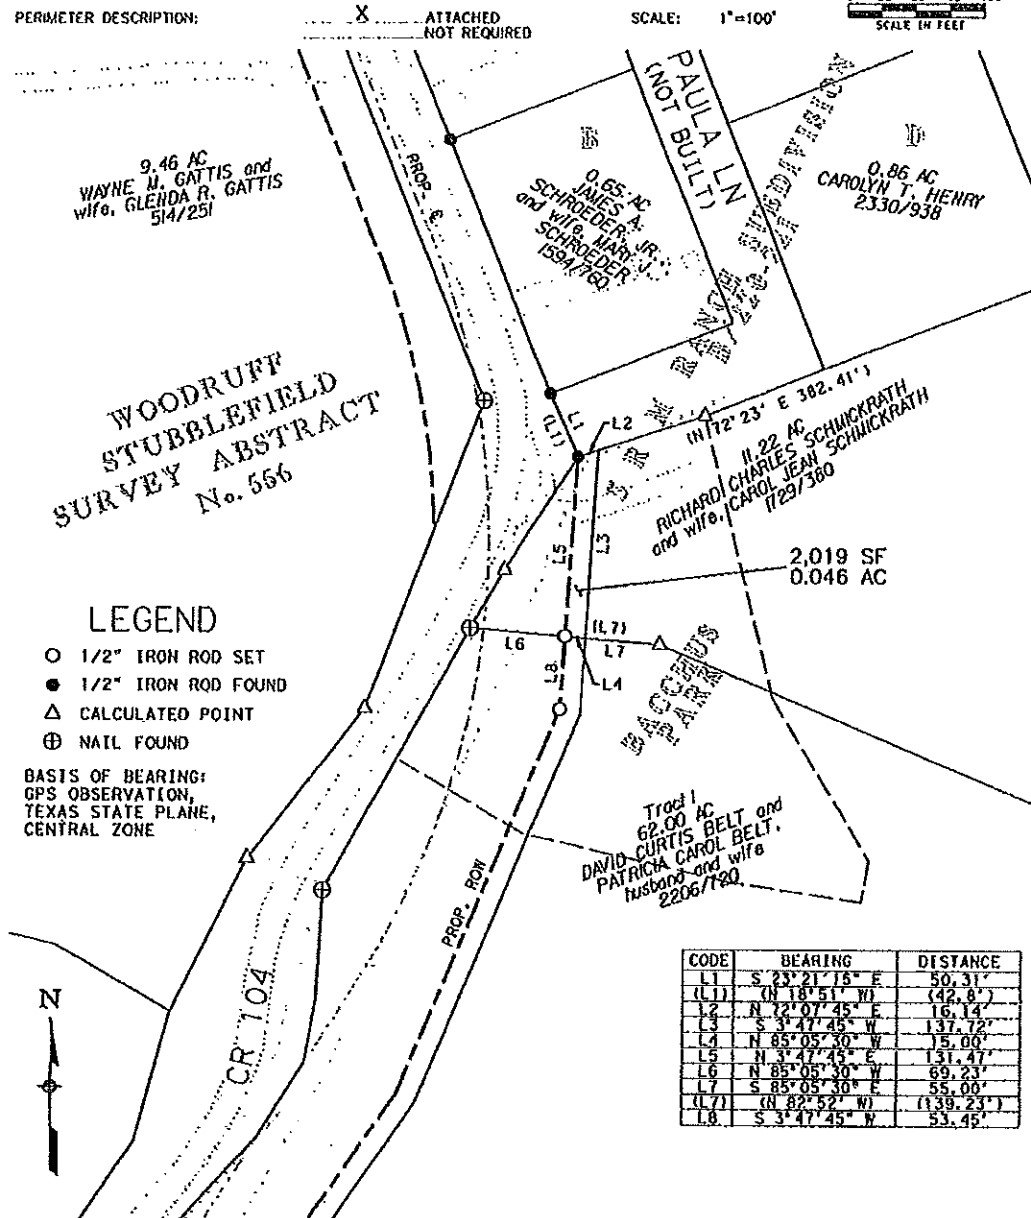 PERIMETER DESCRIPTION:
X ATTACHED
NOT REQUIRED
SCALE: 1"=100'
SCALE IN FEET
9.46 AC
WAYNE M. GATTIS and
wife, GLENDA R. GATTIS
514/251
PROP. ℄
B
0.65 AC
JAMES A.
SCHROEDER, JR.
and wife, MARY J.
SCHROEDER
1594/760
PAULA LN
(NOT BUILT)
D
0.86 AC
CAROLYN T. HENRY
2330/938
RANCH SUBDIVISION
WOODRUFF
STUBBLEFIELD
SURVEY ABSTRACT
No. 556
L1
(L1)
L2
(N 72° 23' E 382.41')
11.22 AC
RICHARD CHARLES SCHMICKRATH
and wife, CAROL JEAN SCHMICKRATH
1729/360
L5
L3
2,019 SF
0.046 AC
LEGEND
○ 1/2" IRON ROD SET
● 1/2" IRON ROD FOUND
△ CALCULATED POINT
⊕ NAIL FOUND
L6
(L7)
L7
L8
L4
BACCHUS
FARM
BASIS OF BEARING:
GPS OBSERVATION,
TEXAS STATE PLANE,
CENTRAL ZONE
Tract 1
62.00 AC
DAVID CURTIS BELT and
PATRICIA CAROL BELT,
husband and wife
2206/720
PROP. ROW
CR 104
N
CODE BEARING DISTANCE
L1 S 23°21'15" E 50.31'
(L1) (N 18°51' W) (42.8')
L2 N 72°07'45" E 16.14'
L3 S 3°47'45" W 137.72'
L4 N 85°05'30" W 15.00'
L5 N 3°47'45" E 131.47'
L6 N 85°05'30" W 69.23'
L7 S 85°05'30" E 55.00'
(L7) (N 82°52' W) (139.23')
L8 S 3°47'45" W 53.45'